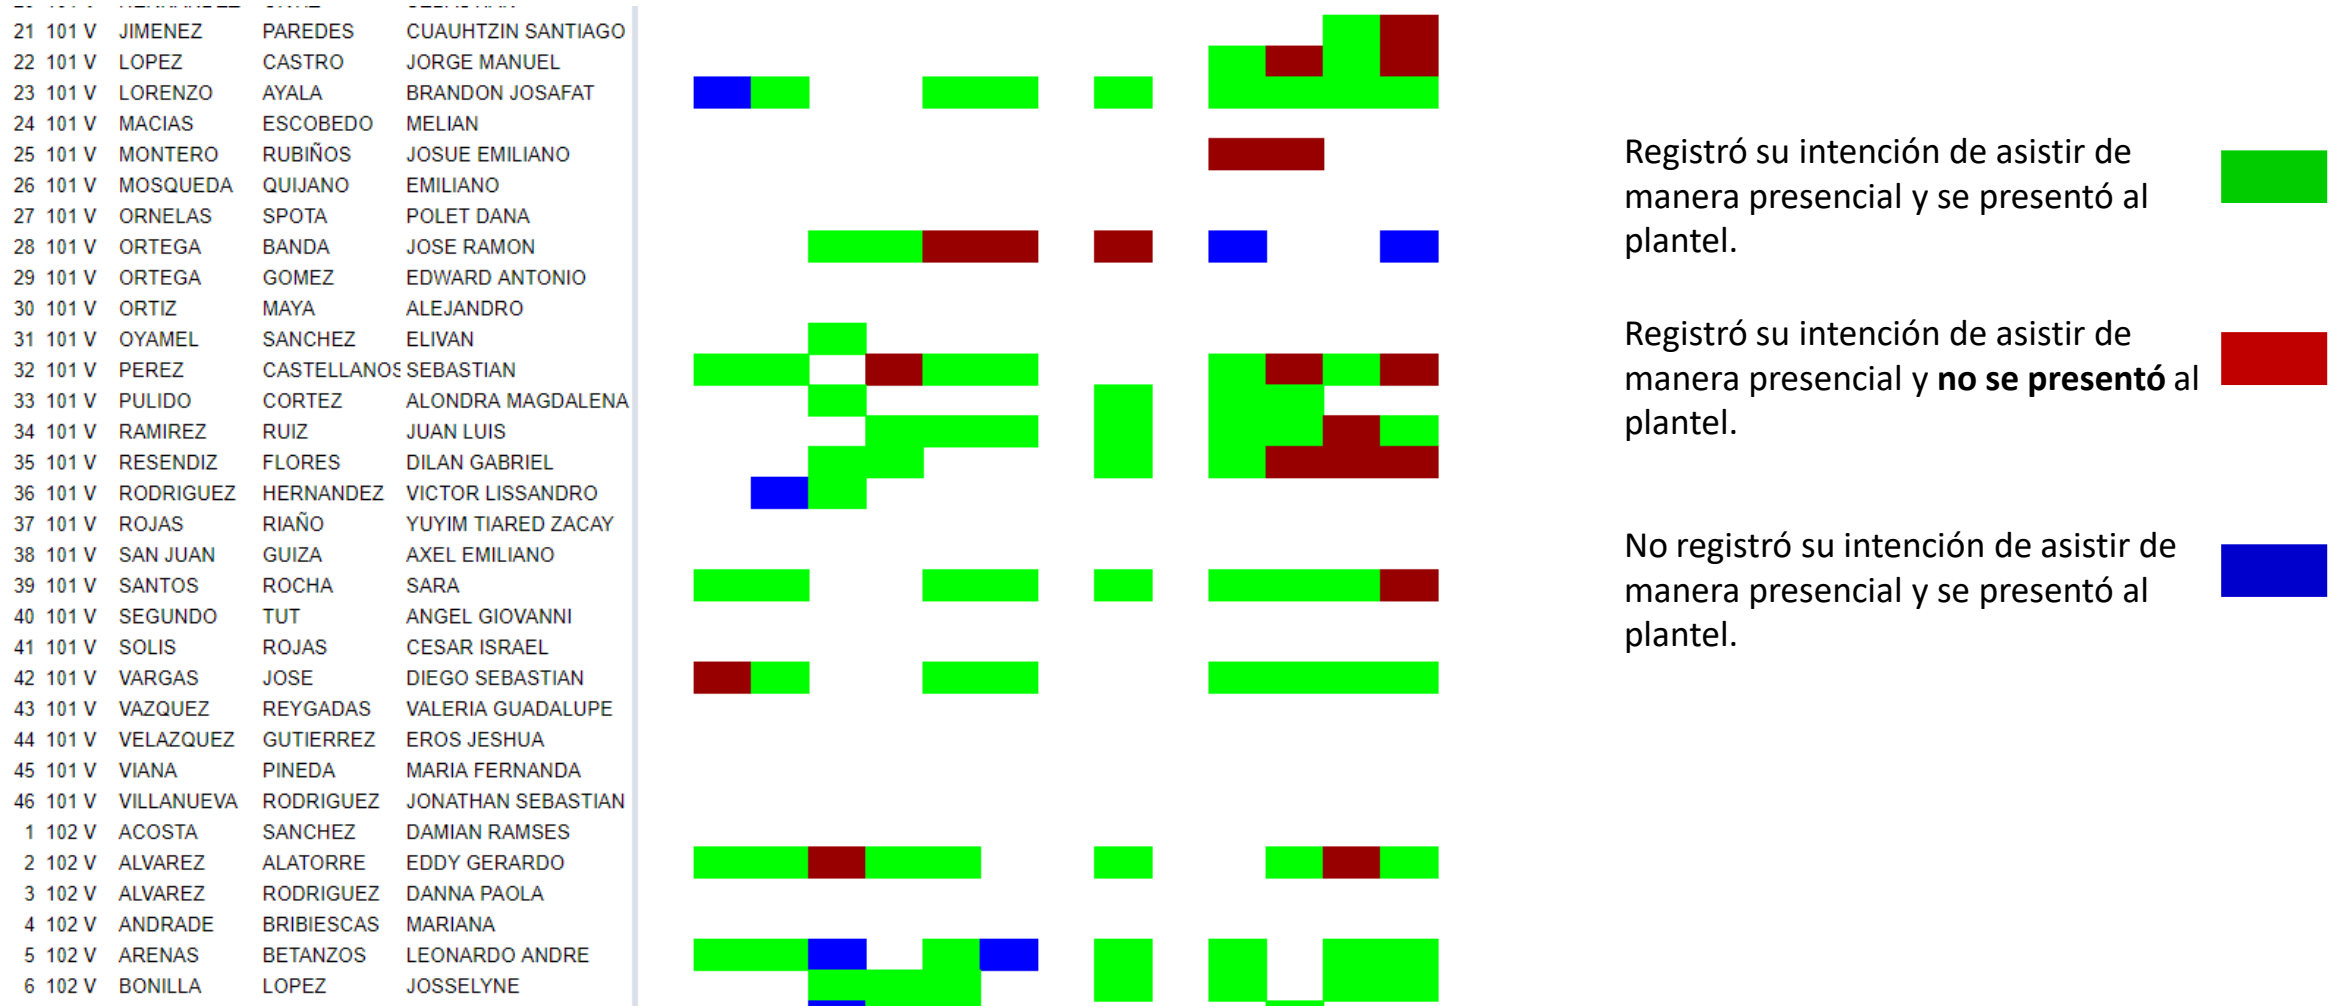 21 101 V JIMENEZ PAREDES CUAUHTZIN SANTIAGO
22 101 V LOPEZ CASTRO JORGE MANUEL
23 101 V LORENZO AYALA BRANDON JOSAFAT
24 101 V MACIAS ESCOBEDO MELIAN
25 101 V MONTERO RUBIÑOS JOSUE EMILIANO
26 101 V MOSQUEDA QUIJANO EMILIANO
27 101 V ORNELAS SPOTA POLET DANA
28 101 V ORTEGA BANDA JOSE RAMON
29 101 V ORTEGA GOMEZ EDWARD ANTONIO
30 101 V ORTIZ MAYA ALEJANDRO
31 101 V OYAMEL SANCHEZ ELIVAN
32 101 V PEREZ CASTELLANOS SEBASTIAN
33 101 V PULIDO CORTEZ ALONDRA MAGDALENA
34 101 V RAMIREZ RUIZ JUAN LUIS
35 101 V RESENDIZ FLORES DILAN GABRIEL
36 101 V RODRIGUEZ HERNANDEZ VICTOR LISSANDRO
37 101 V ROJAS RIAÑO YUYIM TIARED ZACAY
38 101 V SAN JUAN GUIZA AXEL EMILIANO
39 101 V SANTOS ROCHA SARA
40 101 V SEGUNDO TUT ANGEL GIOVANNI
41 101 V SOLIS ROJAS CESAR ISRAEL
42 101 V VARGAS JOSE DIEGO SEBASTIAN
43 101 V VAZQUEZ REYGADAS VALERIA GUADALUPE
44 101 V VELAZQUEZ GUTIERREZ EROS JESHUA
45 101 V VIANA PINEDA MARIA FERNANDA
46 101 V VILLANUEVA RODRIGUEZ JONATHAN SEBASTIAN
1 102 V ACOSTA SANCHEZ DAMIAN RAMSES
2 102 V ALVAREZ ALATORRE EDDY GERARDO
3 102 V ALVAREZ RODRIGUEZ DANNA PAOLA
4 102 V ANDRADE BRIBIESCAS MARIANA
5 102 V ARENAS BETANZOS LEONARDO ANDRE
6 102 V BONILLA LOPEZ JOSSELYNE
Registró su intención de asistir de
manera presencial y se presentó al
plantel.
Registró su intención de asistir de
manera presencial y no se presentó al
plantel.
No registró su intención de asistir de
manera presencial y se presentó al
plantel.